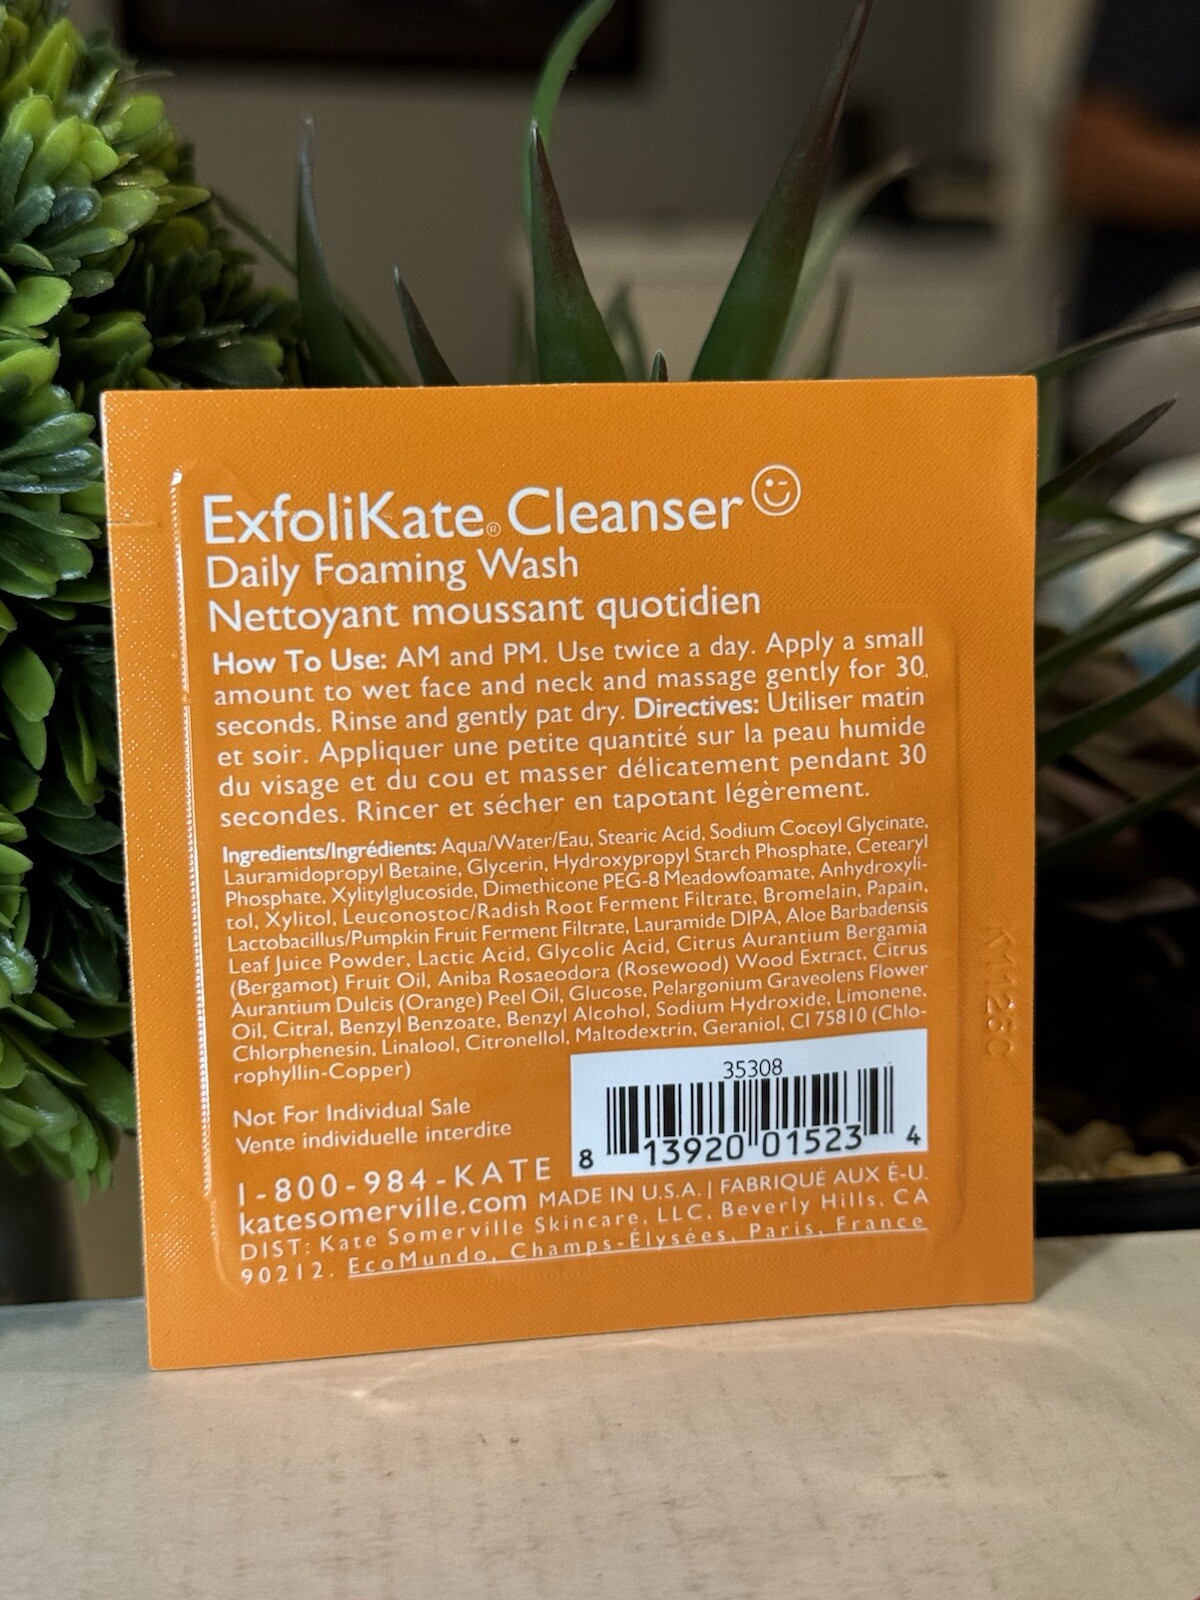 ExfoliKate® Cleanser
Daily Foaming Wash
Nettoyant moussant quotidien
How To Use: AM and PM. Use twice a day. Apply a small
amount to wet face and neck and massage gently for 30
seconds. Rinse and gently pat dry. Directives: Utiliser matin
et soir. Appliquer une petite quantité sur la peau humide
du visage et du cou et masser délicatement pendant 30
secondes. Rincer et sécher en tapotant légèrement.
Ingredients/Ingrédients: Aqua/Water/Eau, Stearic Acid, Sodium Cocoyl Glycinate,
Lauramidopropyl Betaine, Glycerin, Hydroxypropyl Starch Phosphate, Cetearyl
Phosphate, Xylitylglucoside, Dimethicone PEG-8 Meadowfoamate, Anhydroxyli-
tol, Xylitol, Leuconostoc/Radish Root Ferment Filtrate, Bromelain, Papain,
Lactobacillus/Pumpkin Fruit Ferment Filtrate, Lauramide DIPA, Aloe Barbadensis
Leaf Juice Powder, Lactic Acid, Glycolic Acid, Citrus Aurantium Bergamia
(Bergamot) Fruit Oil, Aniba Rosaeodora (Rosewood) Wood Extract, Citrus
Aurantium Dulcis (Orange) Peel Oil, Glucose, Pelargonium Graveolens Flower
Oil, Citral, Benzyl Benzoate, Benzyl Alcohol, Sodium Hydroxide, Limonene,
Chlorphenesin, Linalool, Citronellol, Maltodextrin, Geraniol, CI 75810 (Chlo-
rophyllin-Copper)
Not For Individual Sale
Vente individuelle interdite
35308
8 13920 01523 4
1-800-984-KATE
katesomerville.com MADE IN U.S.A. | FABRIQUÉ AUX É-U.
DIST: Kate Somerville Skincare, LLC, Beverly Hills, CA
90212. EcoMundo, Champs-Élysées, Paris, France